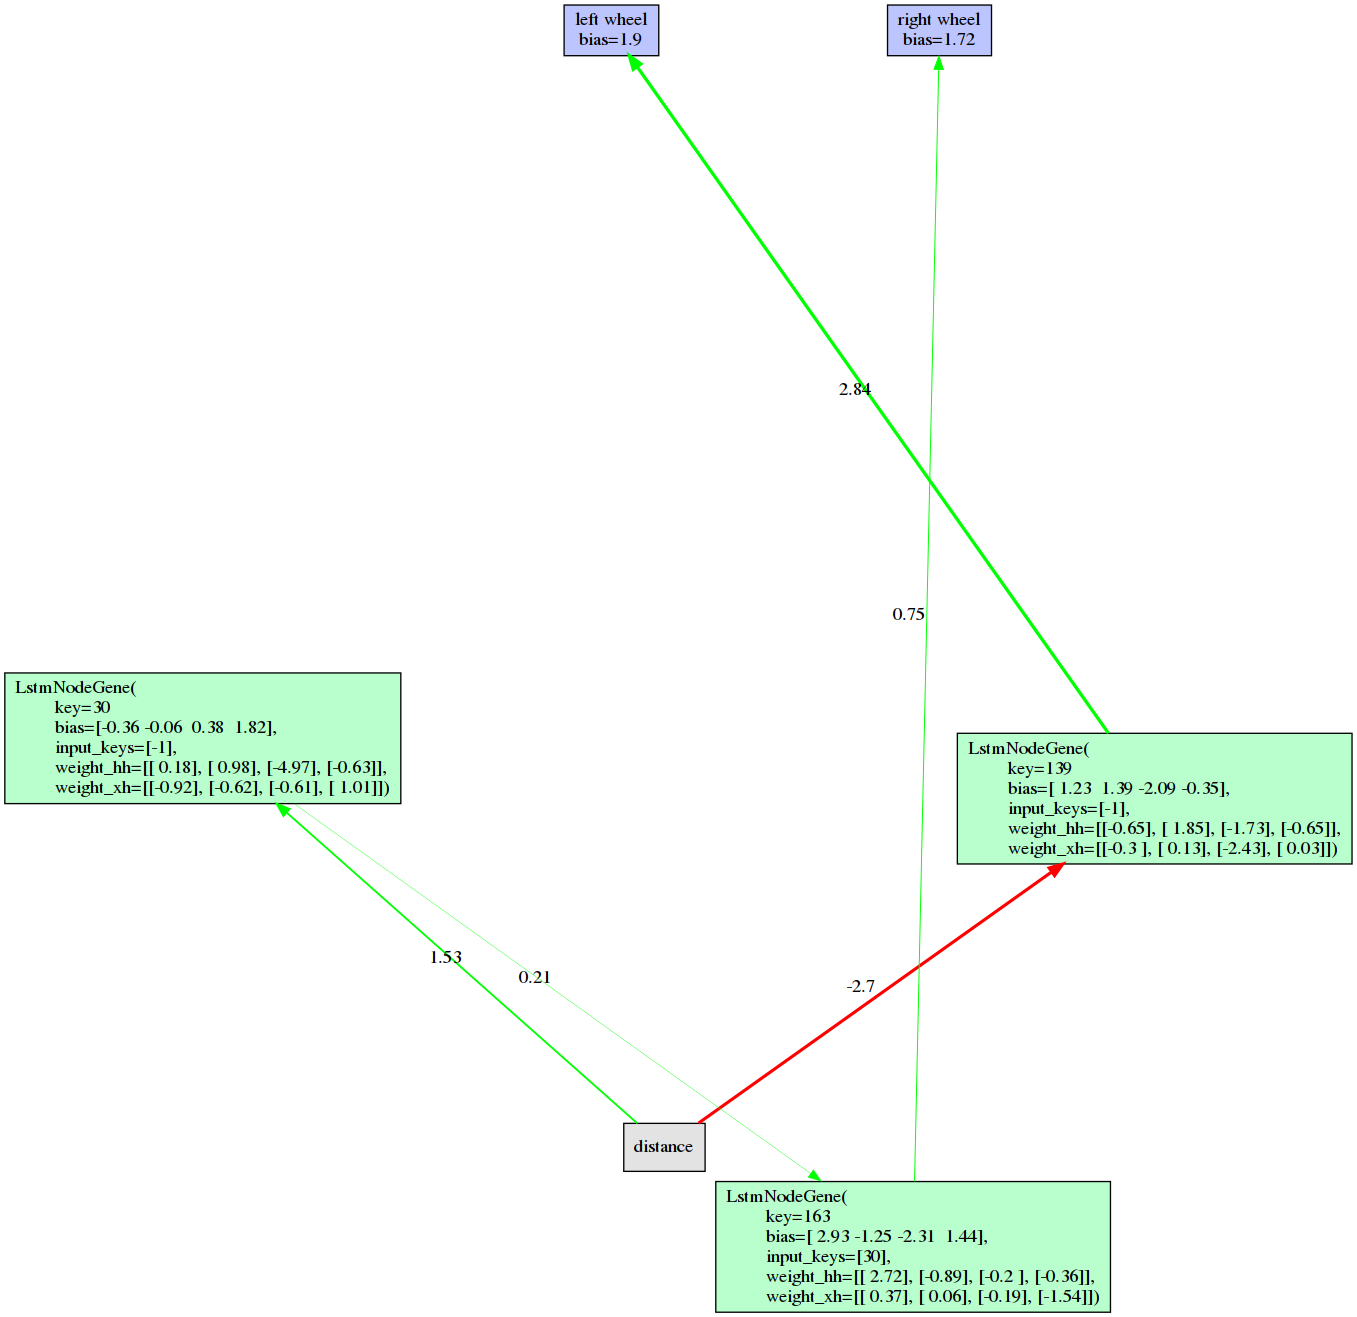 left wheel
bias=1.9
right wheel
bias=1.72
2.84
0.75
LstmNodeGene(
key=30
bias=[-0.36 -0.06  0.38  1.82],
input_keys=[-1],
weight_hh=[[ 0.18], [ 0.98], [-4.97], [-0.63]],
weight_xh=[[-0.92], [-0.62], [-0.61], [ 1.01]])
LstmNodeGene(
key=139
bias=[ 1.23  1.39 -2.09 -0.35],
input_keys=[-1],
weight_hh=[[-0.65], [ 1.85], [-1.73], [-0.65]],
weight_xh=[[-0.3 ], [ 0.13], [-2.43], [ 0.03]])
1.53
0.21
-2.7
distance
LstmNodeGene(
key=163
bias=[ 2.93 -1.25 -2.31  1.44],
input_keys=[30],
weight_hh=[[ 2.72], [-0.89], [-0.2 ], [-0.36]],
weight_xh=[[ 0.37], [ 0.06], [-0.19], [-1.54]])